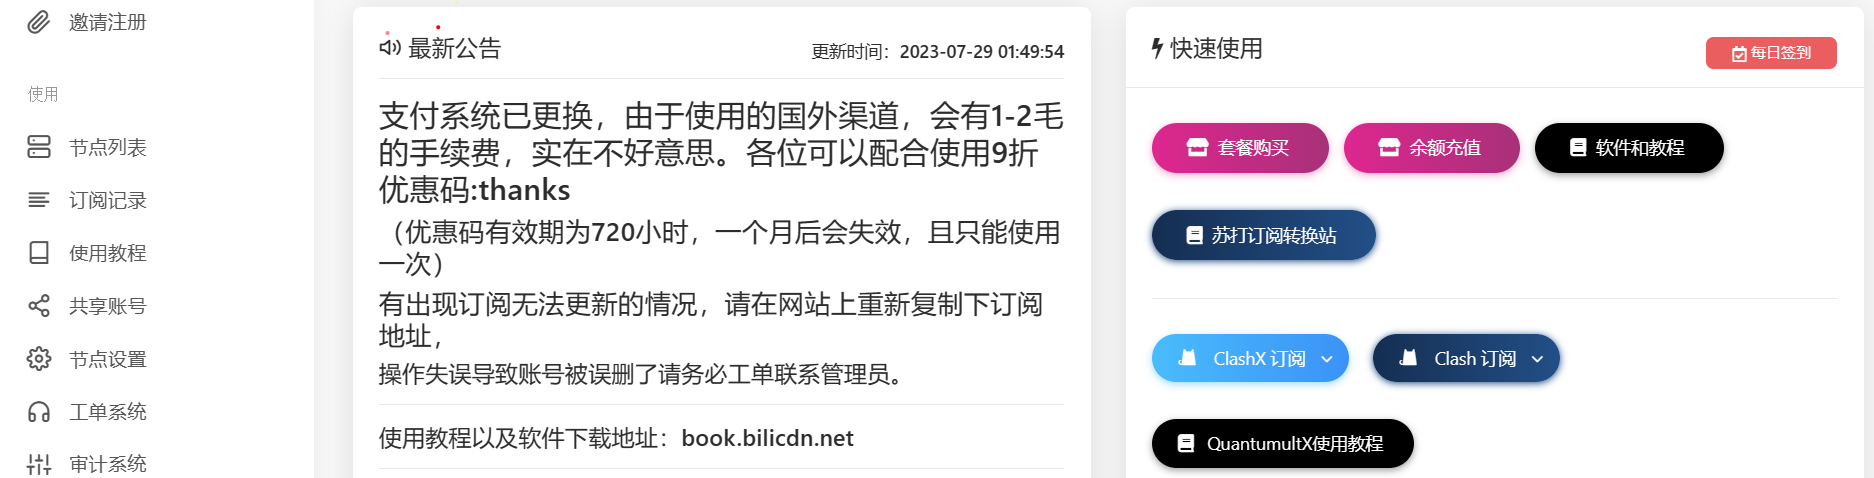 邀请注册
使用
节点列表
订阅记录
使用教程
共享账号
节点设置
工单系统
审计系统
最新公告
更新时间：2023-07-29 01:49:54
支付系统已更换，由于使用的国外渠道，会有1-2毛
的手续费，实在不好意思。各位可以配合使用9折
优惠码:thanks
（优惠码有效期为720小时，一个月后会失效，且只能使用
一次）
有出现订阅无法更新的情况，请在网站上重新复制下订阅
地址，
操作失误导致账号被误删了请务必工单联系管理员。
使用教程以及软件下载地址：book.bilicdn.net
快速使用
每日签到
套餐购买
余额充值
软件和教程
苏打订阅转换站
ClashX 订阅
Clash 订阅
QuantumultX使用教程